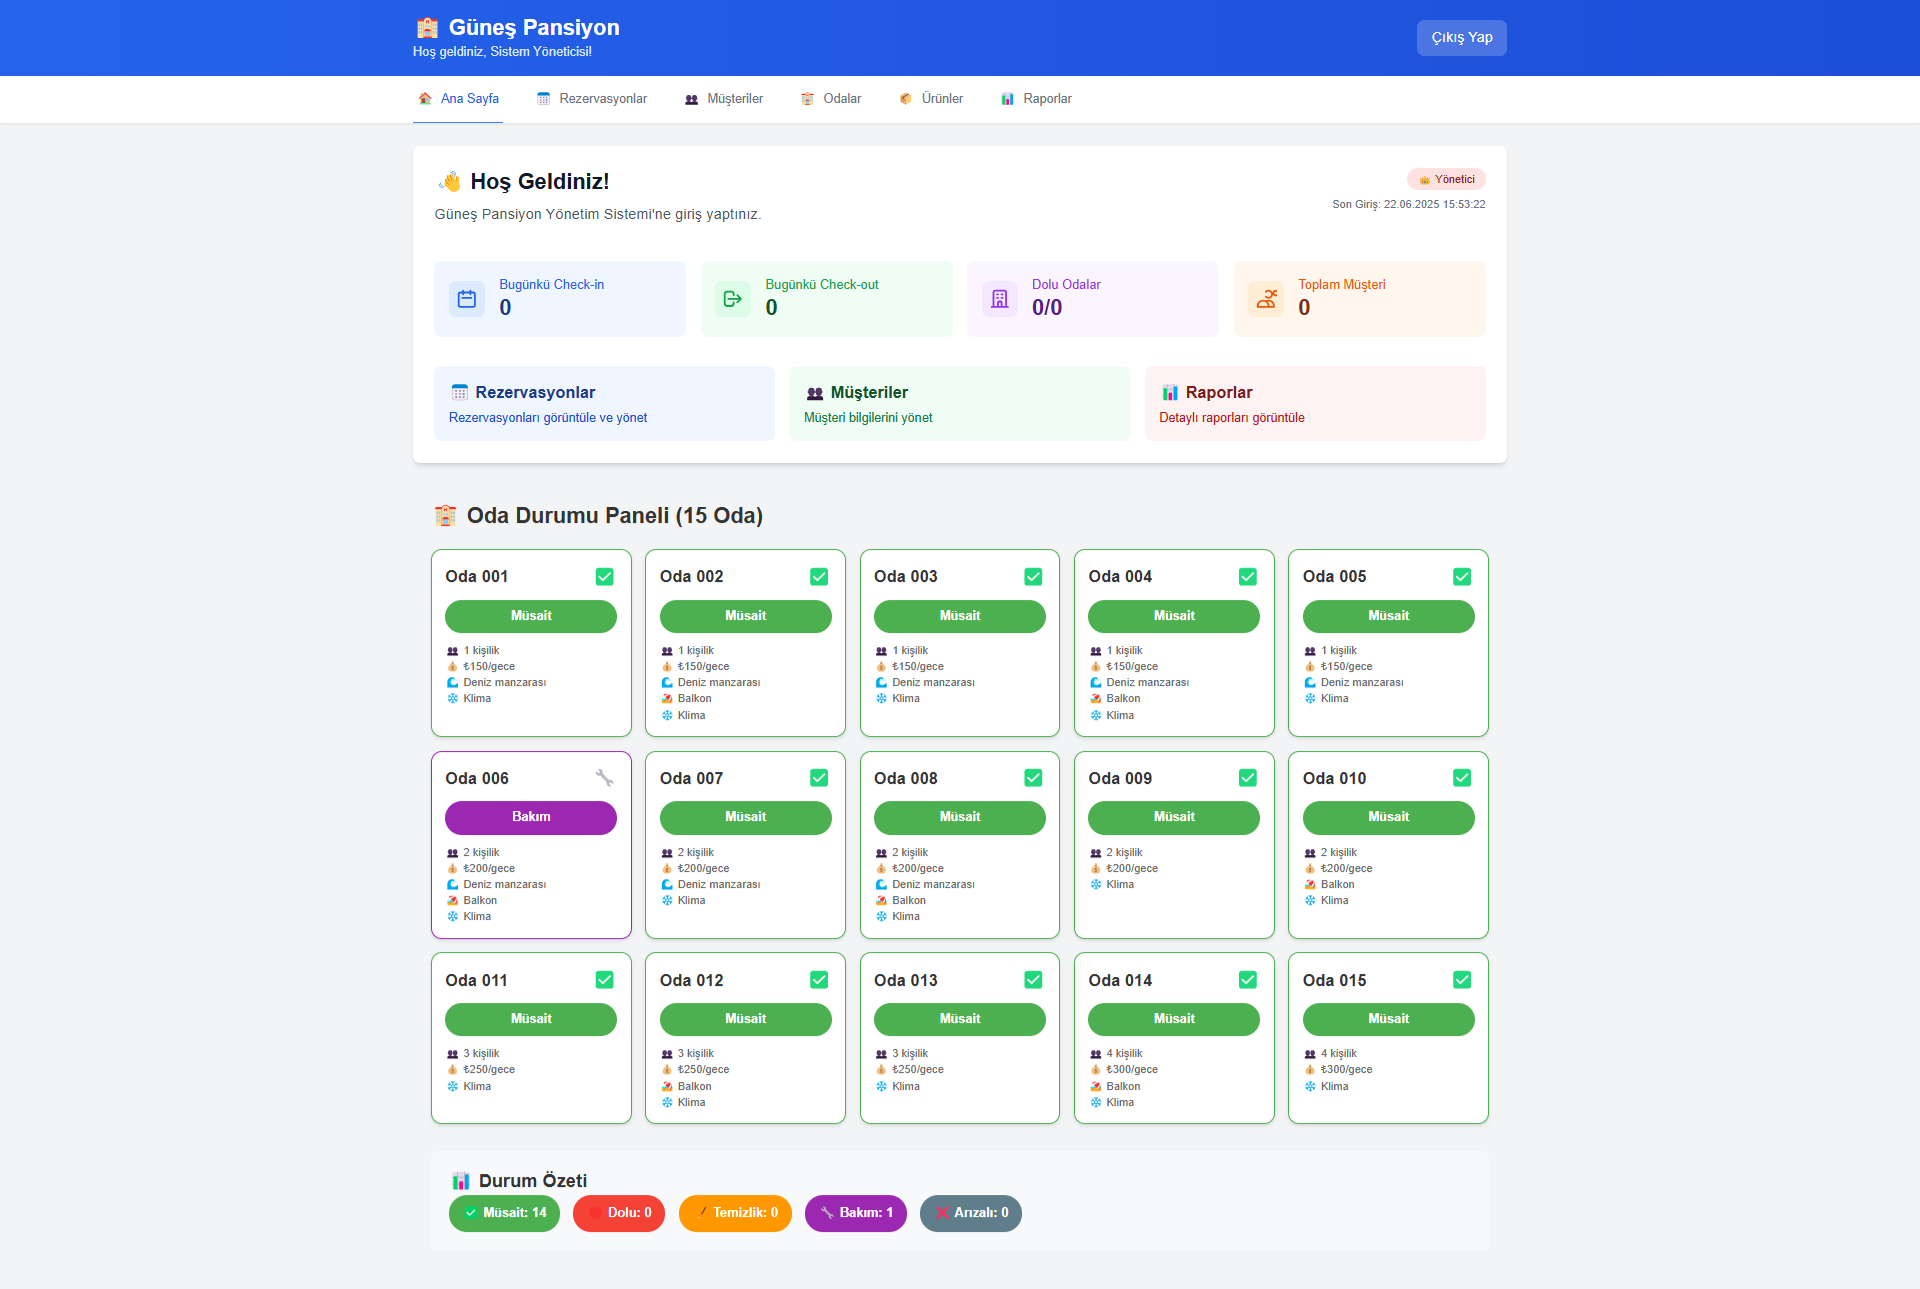 Güneş Pansiyon
Hoş geldiniz, Sistem Yöneticisi!
Çıkış Yap
Ana Sayfa
Rezervasyonlar
Müşteriler
Odalar
Ürünler
Raporlar
Hoş Geldiniz!
Güneş Pansiyon Yönetim Sistemi'ne giriş yaptınız.
Yönetici
Son Giriş: 22.06.2025 15:53:22
Bugünkü Check-in
0
Bugünkü Check-out
0
Dolu Odalar
0/0
Toplam Müşteri
0
Rezervasyonlar
Rezervasyonları görüntüle ve yönet
Müşteriler
Müşteri bilgilerini yönet
Raporlar
Detaylı raporları görüntüle
Oda Durumu Paneli (15 Oda)
Oda 001
Müsait
1 kişilik
₺150/gece
Deniz manzarası
Klima
Oda 002
Müsait
1 kişilik
₺150/gece
Deniz manzarası
Balkon
Klima
Oda 003
Müsait
1 kişilik
₺150/gece
Deniz manzarası
Klima
Oda 004
Müsait
1 kişilik
₺150/gece
Deniz manzarası
Balkon
Klima
Oda 005
Müsait
1 kişilik
₺150/gece
Deniz manzarası
Klima
Oda 006
Bakım
2 kişilik
₺200/gece
Deniz manzarası
Balkon
Klima
Oda 007
Müsait
2 kişilik
₺200/gece
Deniz manzarası
Klima
Oda 008
Müsait
2 kişilik
₺200/gece
Deniz manzarası
Balkon
Klima
Oda 009
Müsait
2 kişilik
₺200/gece
Klima
Oda 010
Müsait
2 kişilik
₺200/gece
Balkon
Klima
Oda 011
Müsait
3 kişilik
₺250/gece
Klima
Oda 012
Müsait
3 kişilik
₺250/gece
Balkon
Klima
Oda 013
Müsait
3 kişilik
₺250/gece
Klima
Oda 014
Müsait
4 kişilik
₺300/gece
Balkon
Klima
Oda 015
Müsait
4 kişilik
₺300/gece
Klima
Durum Özeti
Müsait: 14
Dolu: 0
Temizlik: 0
Bakım: 1
Arızalı: 0